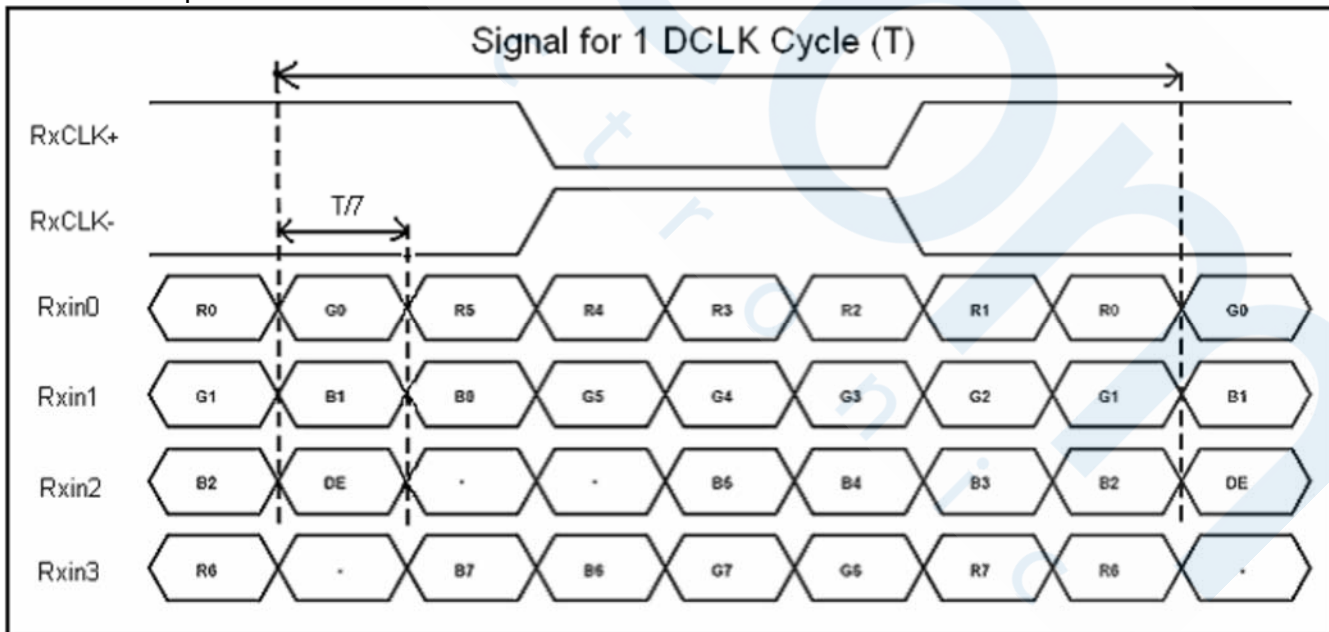 Signal for 1 DCLK Cycle (T)
RxCLK+
T/7
RxCLK-
Rxin0 R0 G0 R5 R4 R3 R2 R1 R0 G0
Rxin1 G1 B1 B0 G5 G4 G3 G2 G1 B1
Rxin2 B2 DE - - B5 B4 B3 B2 DE
Rxin3 R6 - B7 B6 G7 G6 R7 R6 -